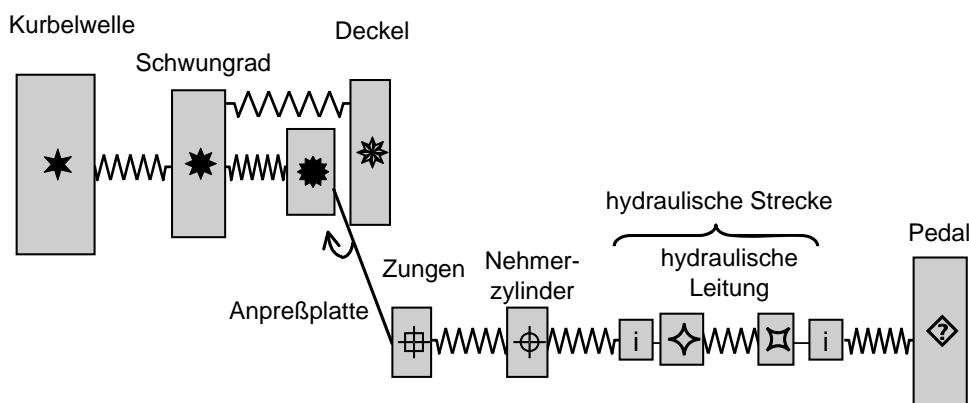 Kurbelwelle
Schwungrad
Deckel
hydraulische Strecke
Pedal
Zungen
Nehmer-
zylinder
hydraulische
Leitung
Anpreßplatte
i
i
?